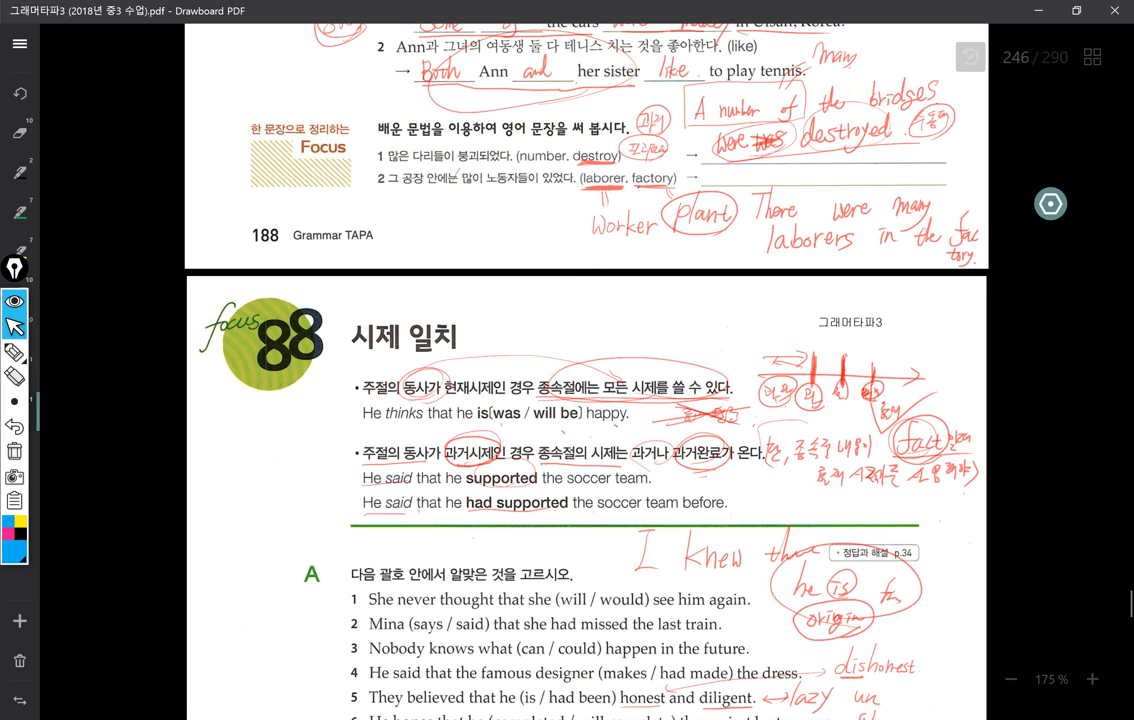 그래머타파3 (2018년 중3 수업).pdf - Drawboard PDF
246 / 290
2 Ann과 그녀의 여동생 둘 다 테니스 치는 것을 좋아한다. (like)
→ Both Ann and her sister like to play tennis.
many
A number of the bridges
were was destroyed 수동태
한 문장으로 정리하는
Focus
배운 문법을 이용하여 영어 문장을 써 봅시다.
과거
1 많은 다리들이 붕괴되었다. (number, destroy) →
2 그 공장 안에는 많이 노동자들이 있었다. (laborer, factory) →
worker plant There were many
laborers in the factory.
188 Grammar TAPA
focus 88
시제 일치
그래머타파3
• 주절의 동사가 현재시제인 경우 종속절에는 모든 시제를 쓸 수 있다.
He thinks that he is(was / will be) happy.
• 주절의 동사가 과거시제인 경우 종속절의 시제는 과거나 과거완료가 온다.
fact
He said that he supported the soccer team.
He said that he had supported the soccer team before.
I knew that
• 정답과 해설 p.34
he is
A 다음 괄호 안에서 알맞은 것을 고르시오.
1 She never thought that she (will / would) see him again.
2 Mina (says / said) that she had missed the last train.
3 Nobody knows what (can / could) happen in the future.
4 He said that the famous designer (makes / had made) the dress.
dishonest.
5 They believed that he (is / had been) honest and diligent. ↔ lazy un
175 %